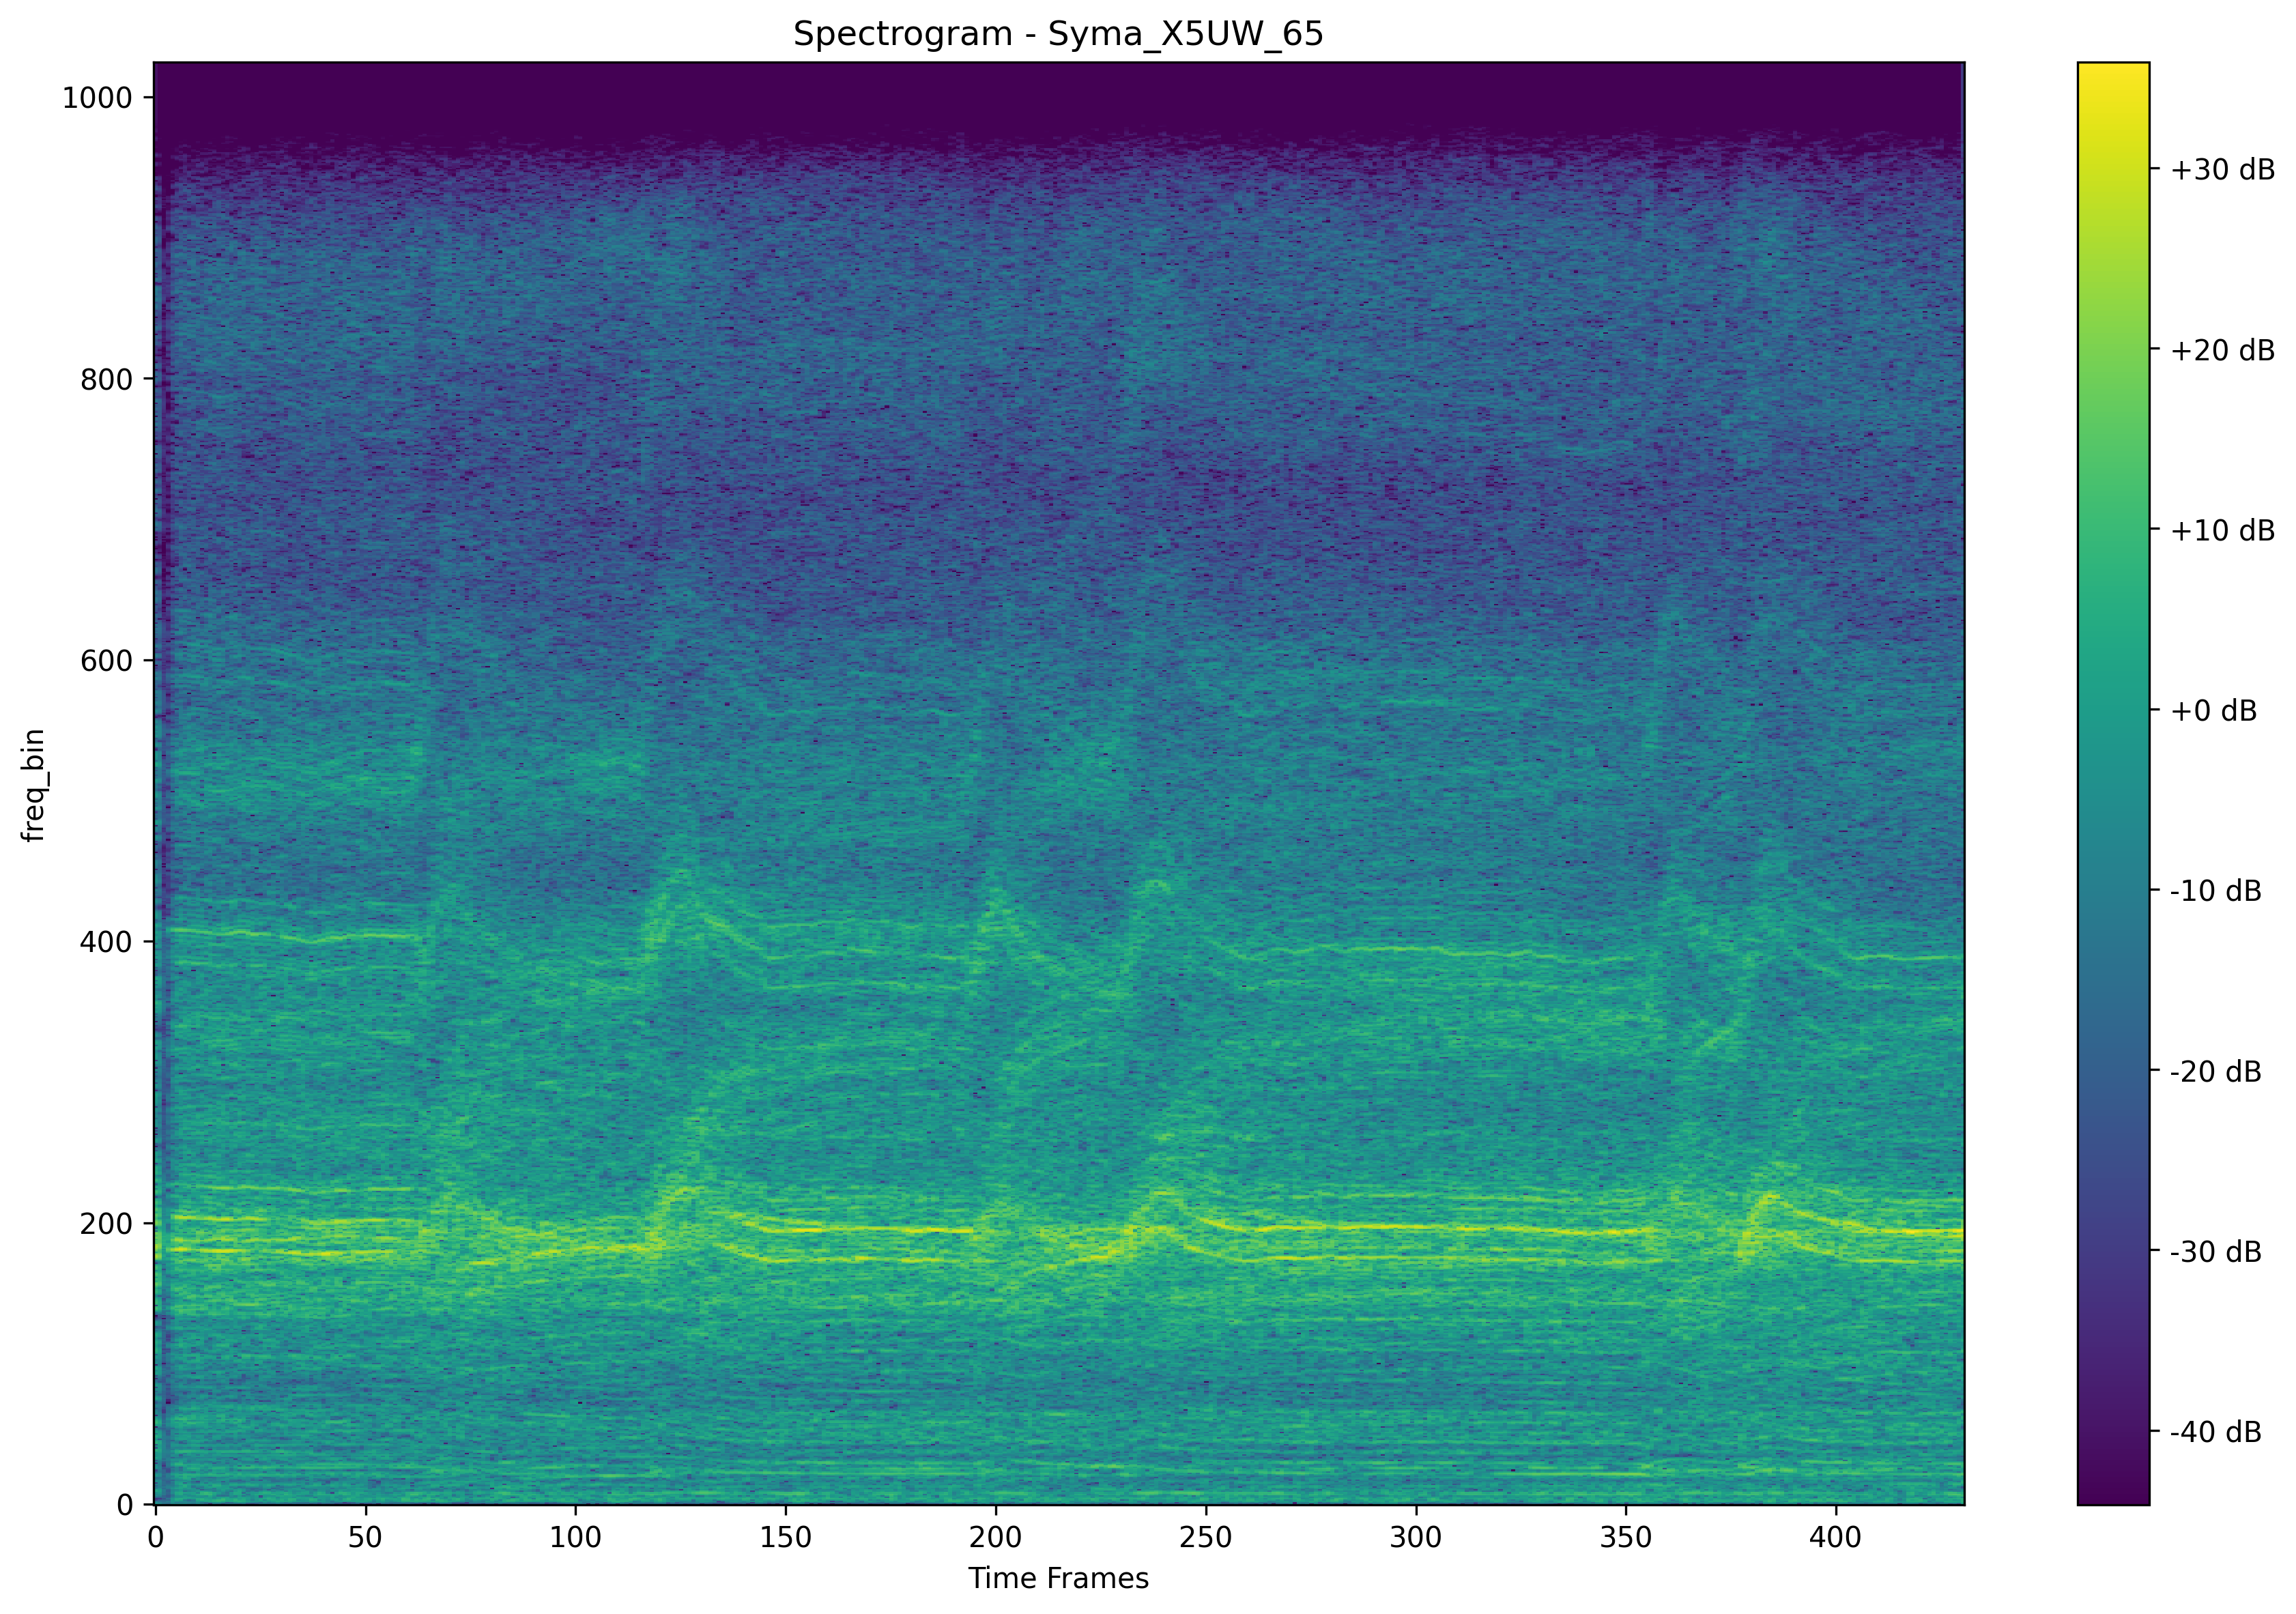 Spectrogram - Syma_X5UW_65
1000
800
600
400
200
0
freq_bin
0 50 100 150 200 250 300 350 400
Time Frames
+30 dB
+20 dB
+10 dB
+0 dB
-10 dB
-20 dB
-30 dB
-40 dB